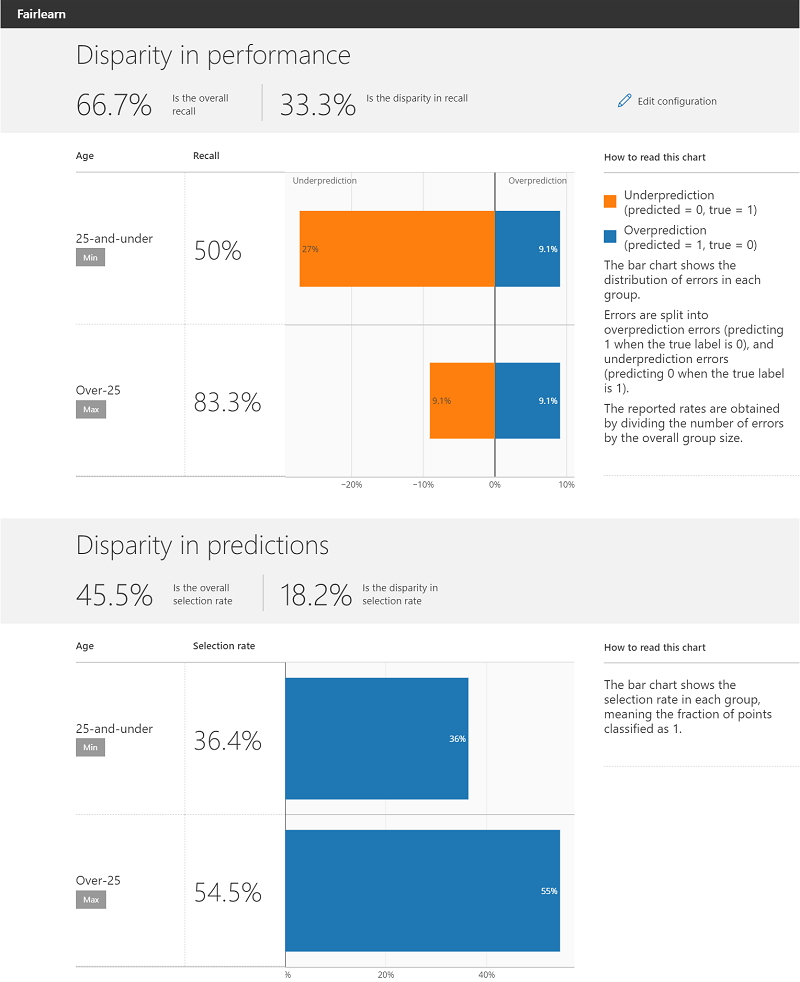 Fairlearn
Disparity in performance
66.7%
Is the overall
recall
33.3%
Is the disparity in recall
Edit configuration
Age
Recall
How to read this chart
Underprediction
Overprediction
25-and-under
Min
50%
27%
9.1%
Over-25
Max
83.3%
9.1%
9.1%
−20%
−10%
0%
10%
Underprediction
(predicted = 0, true = 1)
Overprediction
(predicted = 1, true = 0)
The bar chart shows the
distribution of errors in each
group.
Errors are split into
overprediction errors (predicting
1 when the true label is 0), and
underprediction errors
(predicting 0 when the true label
is 1).
The reported rates are obtained
by dividing the number of errors
by the overall group size.
Disparity in predictions
45.5%
Is the overall
selection rate
18.2%
Is the disparity in
selection rate
Age
Selection rate
How to read this chart
25-and-under
Min
36.4%
36%
Over-25
Max
54.5%
55%
%
20%
40%
The bar chart shows the
selection rate in each group,
meaning the fraction of points
classified as 1.